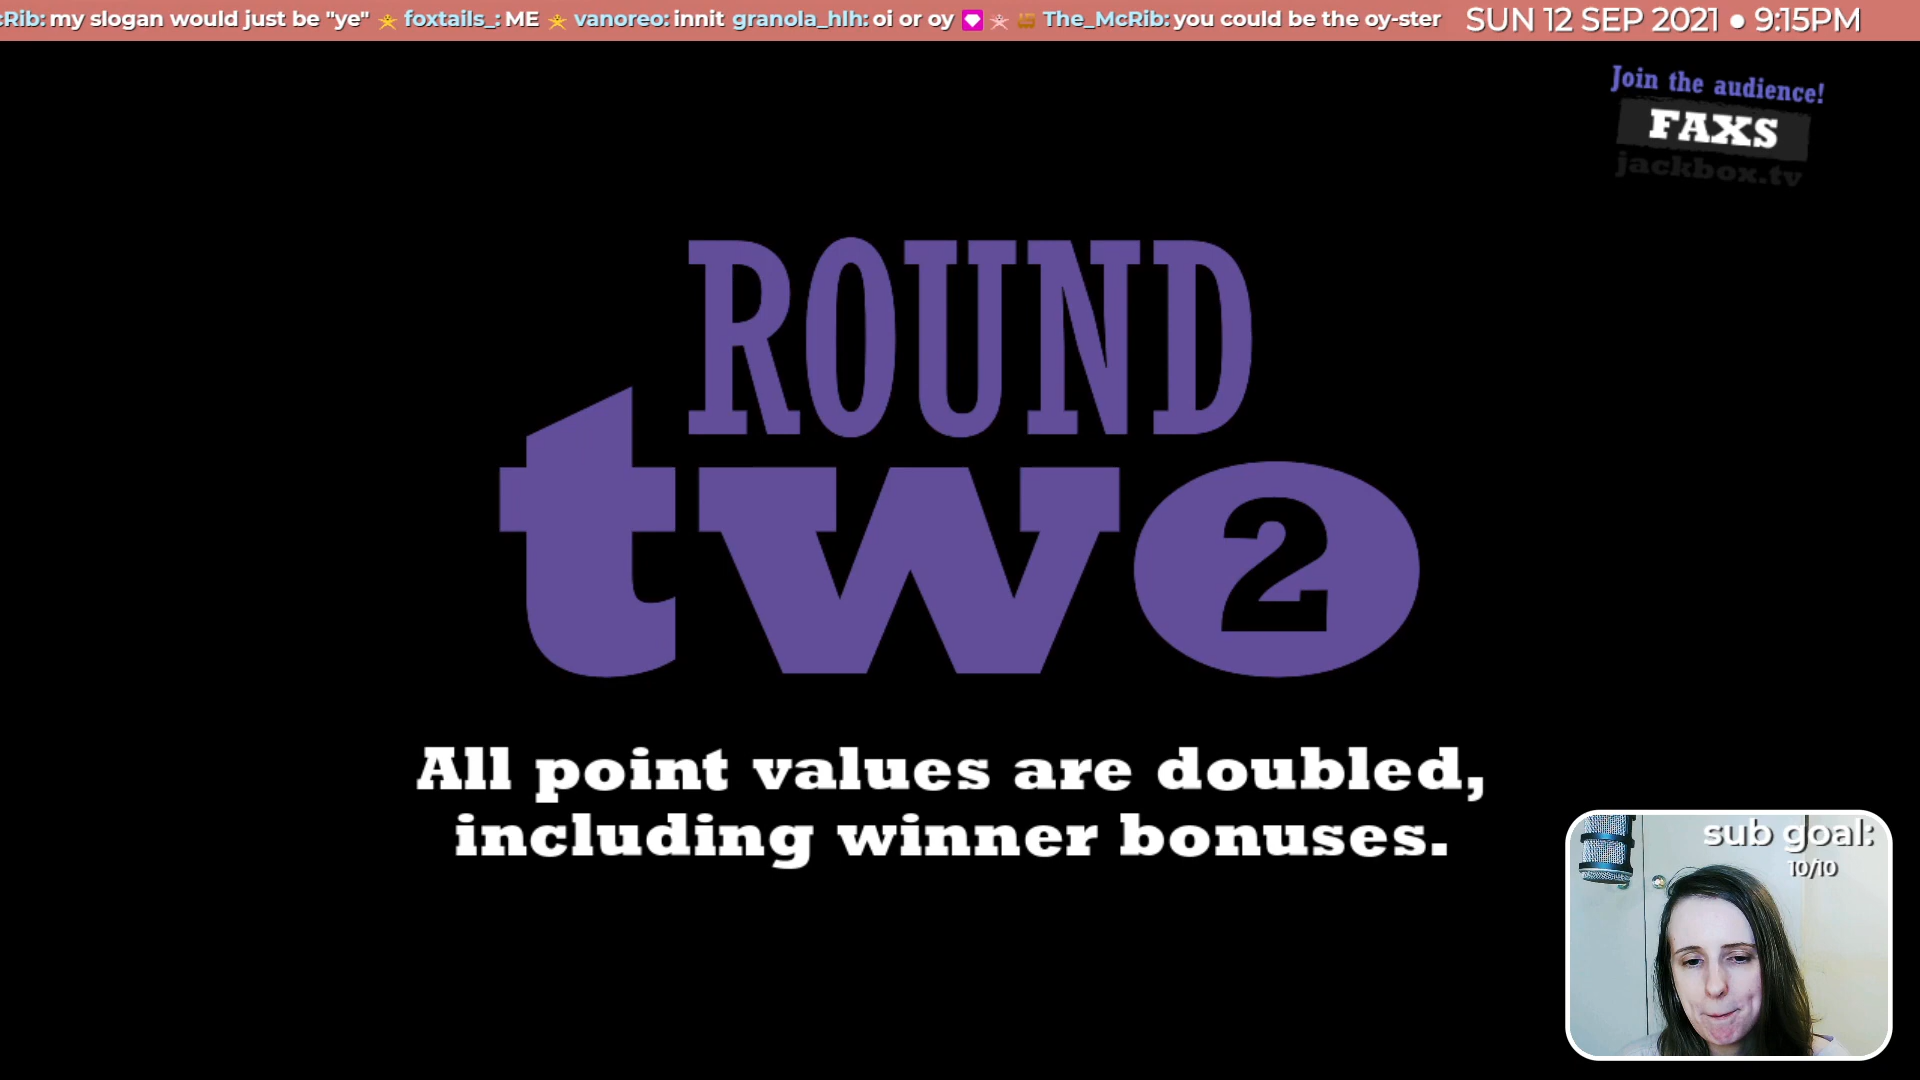 Rib: my slogan would just be "ye" foxtails_: ME vanoreo: innit granola_hlh: oi or oy The_McRib: you could be the oy-ster SUN 12 SEP 2021 ● 9:15PM
Join the audience!
FAXS
jackbox.tv
ROUND
two
2
All point values are doubled,
including winner bonuses.
sub goal:
10/10